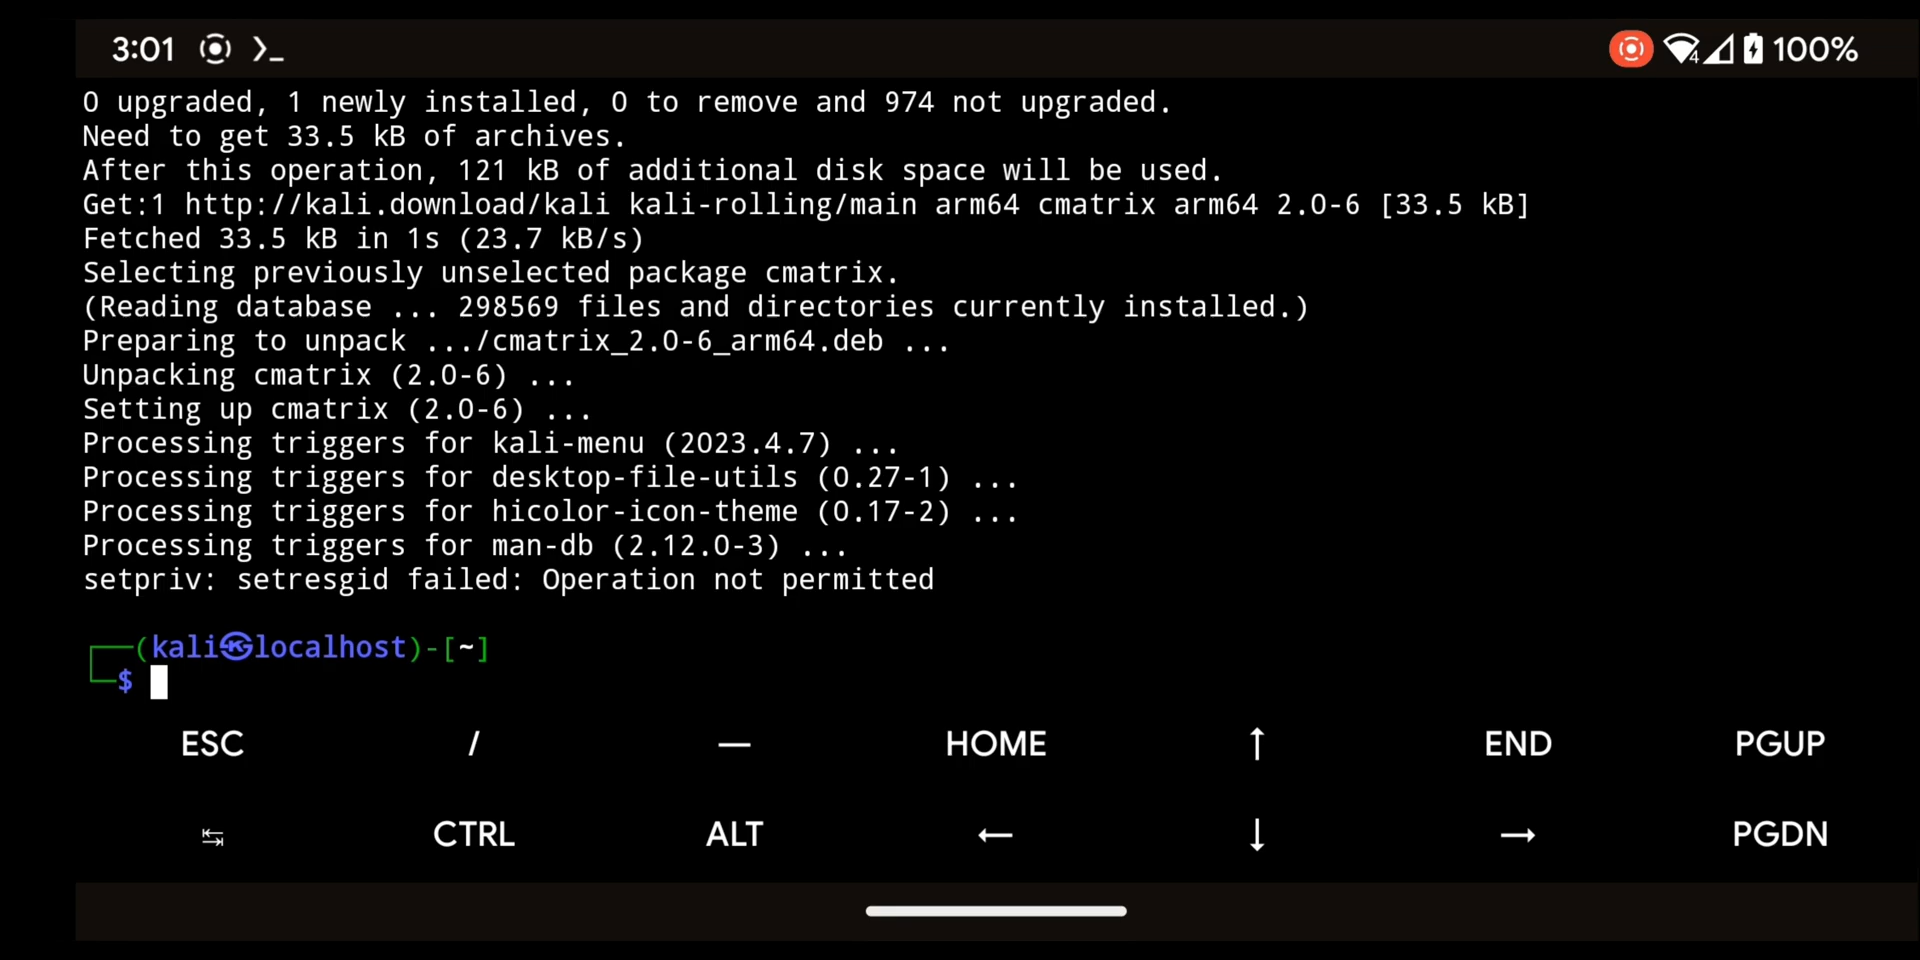 3:01 100%
0 upgraded, 1 newly installed, 0 to remove and 974 not upgraded.
Need to get 33.5 kB of archives.
After this operation, 121 kB of additional disk space will be used.
Get:1 http://kali.download/kali kali-rolling/main arm64 cmatrix arm64 2.0-6 [33.5 kB]
Fetched 33.5 kB in 1s (23.7 kB/s)
Selecting previously unselected package cmatrix.
(Reading database ... 298569 files and directories currently installed.)
Preparing to unpack .../cmatrix_2.0-6_arm64.deb ...
Unpacking cmatrix (2.0-6) ...
Setting up cmatrix (2.0-6) ...
Processing triggers for kali-menu (2023.4.7) ...
Processing triggers for desktop-file-utils (0.27-1) ...
Processing triggers for hicolor-icon-theme (0.17-2) ...
Processing triggers for man-db (2.12.0-3) ...
setpriv: setresgid failed: Operation not permitted
┌──(kali㉿localhost)-[~]
└─$
ESC / — HOME ↑ END PGUP
↹ CTRL ALT ← ↓ → PGDN